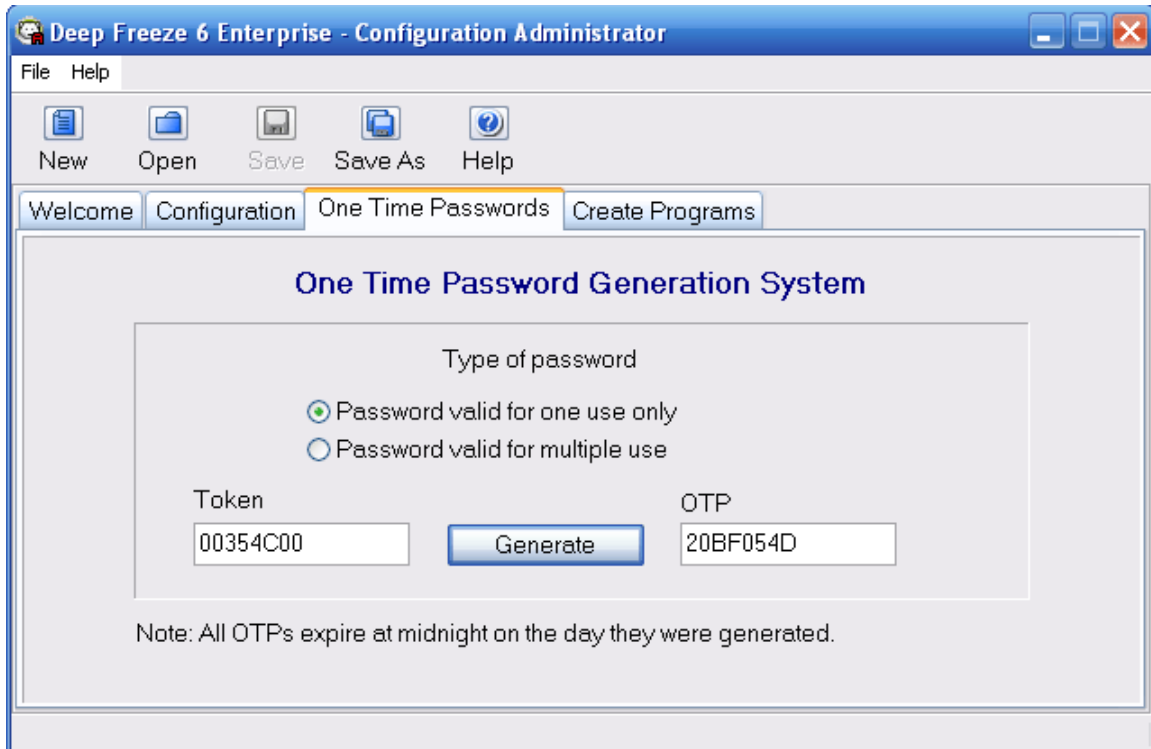 Deep Freeze 6 Enterprise - Configuration Administrator
File Help
New Open Save Save As Help
Welcome Configuration One Time Passwords Create Programs
One Time Password Generation System
Type of password
Password valid for one use only
Password valid for multiple use
Token OTP
00354C00 Generate 20BF054D
Note: All OTPs expire at midnight on the day they were generated.